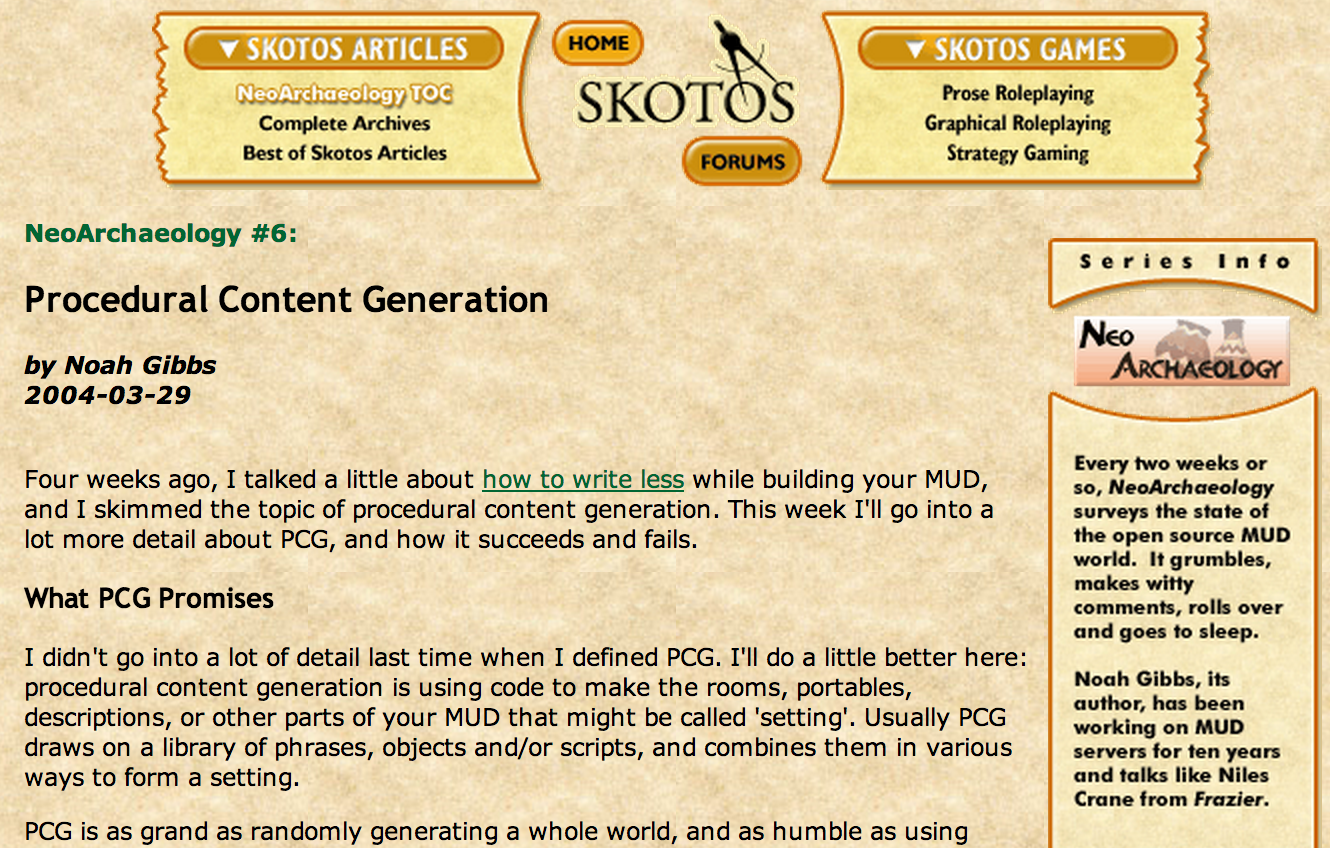 ▼ SKOTOS ARTICLES
NeoArchaeology TOC
Complete Archives
Best of Skotos Articles
HOME
SKOTOS
FORUMS
▼ SKOTOS GAMES
Prose Roleplaying
Graphical Roleplaying
Strategy Gaming
NeoArchaeology #6:
Procedural Content Generation
by Noah Gibbs
2004-03-29
Four weeks ago, I talked a little about how to write less while building your MUD,
and I skimmed the topic of procedural content generation. This week I'll go into a
lot more detail about PCG, and how it succeeds and fails.
What PCG Promises
I didn't go into a lot of detail last time when I defined PCG. I'll do a little better here:
procedural content generation is using code to make the rooms, portables,
descriptions, or other parts of your MUD that might be called 'setting'. Usually PCG
draws on a library of phrases, objects and/or scripts, and combines them in various
ways to form a setting.
PCG is as grand as randomly generating a whole world, and as humble as using
Series Info
NEO
ARCHAEOLOGY
Every two weeks or
so, NeoArchaeology
surveys the state of
the open source MUD
world. It grumbles,
makes witty
comments, rolls over
and goes to sleep.
Noah Gibbs, its
author, has been
working on MUD
servers for ten years
and talks like Niles
Crane from Frazier.